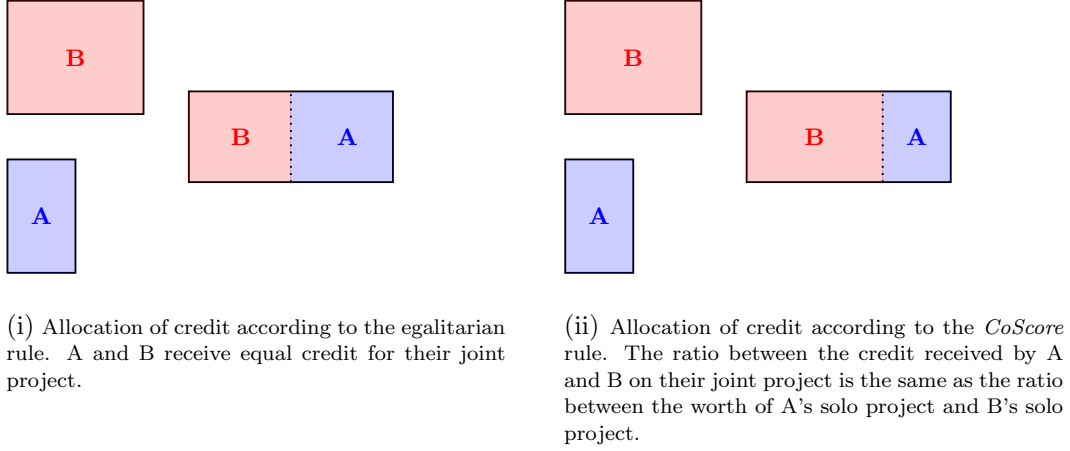 B
B
A
A
(i) Allocation of credit according to the egalitarian
rule. A and B receive equal credit for their joint
project.
B
B
A
A
(ii) Allocation of credit according to the CoScore
rule. The ratio between the credit received by A
and B on their joint project is the same as the ratio
between the worth of A's solo project and B's solo
project.